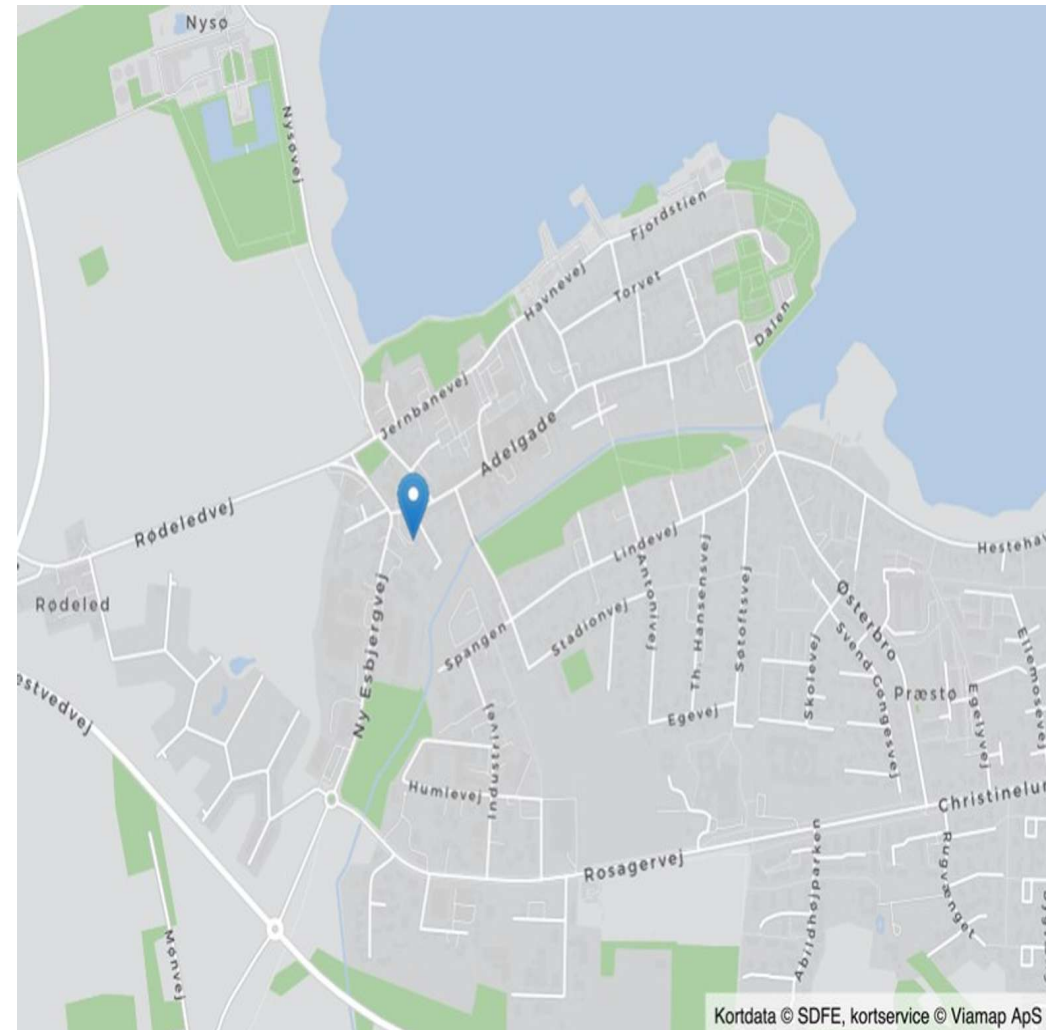 Nysø
Nysøvej
Fjordstien
Havnevej
Torvet
Dalen
Jernbanevej
Adelgade
Rødeledvej
Rødeled
Hestehav
Lindevej
Antonivej
Th. Hansensvej
Søtoftsvej
Østerbro
Svend Gøngesvej
Skolevej
Ellemosevej
Egelyvej
Præstø
Spangen
Stadionvej
Egevej
Ny Esbjergvej
Industrivej
Humlevej
estvedvej
Christinelun
Rosagervej
Abildhøjparken
Rugvænget
Mønvej
Kortdata © SDFE, kortservice © Viamap ApS